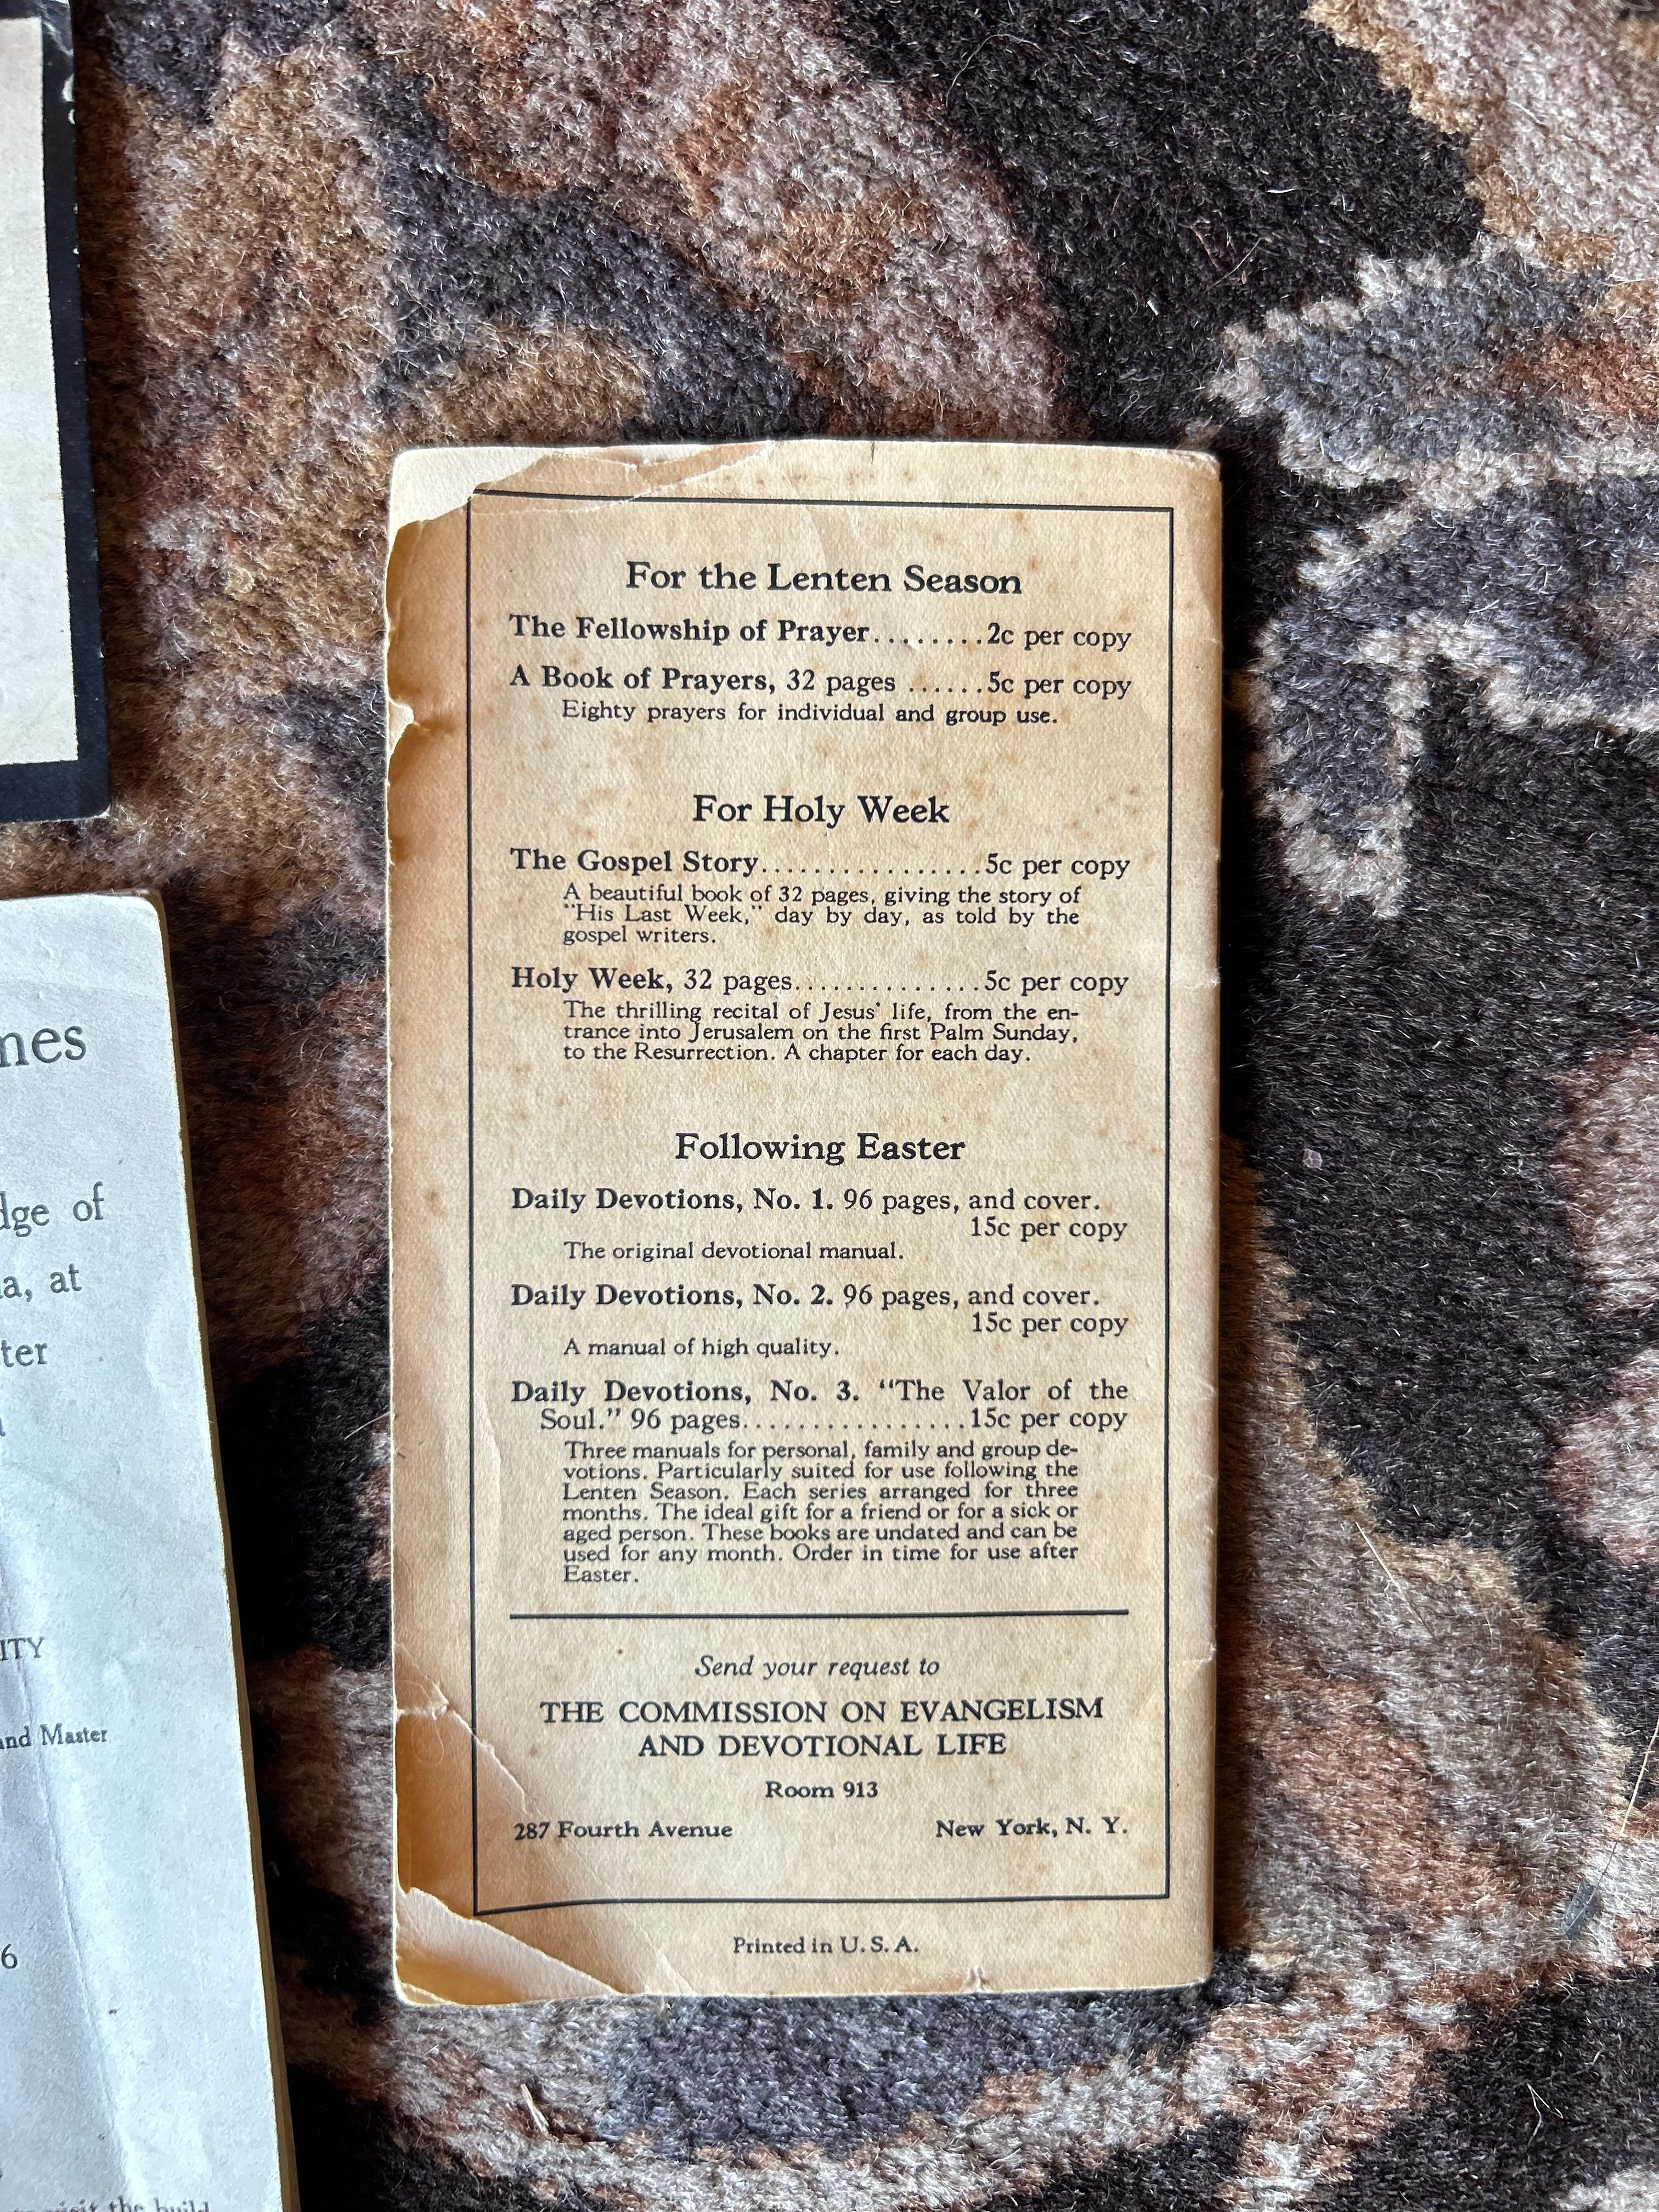 For the Lenten Season
The Fellowship of Prayer........2c per copy
A Book of Prayers, 32 pages ......5c per copy
Eighty prayers for individual and group use.
For Holy Week
The Gospel Story................5c per copy
A beautiful book of 32 pages, giving the story of
"His Last Week," day by day, as told by the
gospel writers.
Holy Week, 32 pages..............5c per copy
The thrilling recital of Jesus' life, from the en-
trance into Jerusalem on the first Palm Sunday,
to the Resurrection. A chapter for each day.
Following Easter
Daily Devotions, No. 1. 96 pages, and cover.
15c per copy
The original devotional manual.
Daily Devotions, No. 2. 96 pages, and cover.
15c per copy
A manual of high quality.
Daily Devotions, No. 3. "The Valor of the
Soul." 96 pages.................15c per copy
Three manuals for personal, family and group de-
votions. Particularly suited for use following the
Lenten Season. Each series arranged for three
months. The ideal gift for a friend or for a sick or
aged person. These books are undated and can be
used for any month. Order in time for use after
Easter.
Send your request to
THE COMMISSION ON EVANGELISM
AND DEVOTIONAL LIFE
Room 913
287 Fourth Avenue New York, N. Y.
Printed in U. S. A.
of
at
Master
6
the